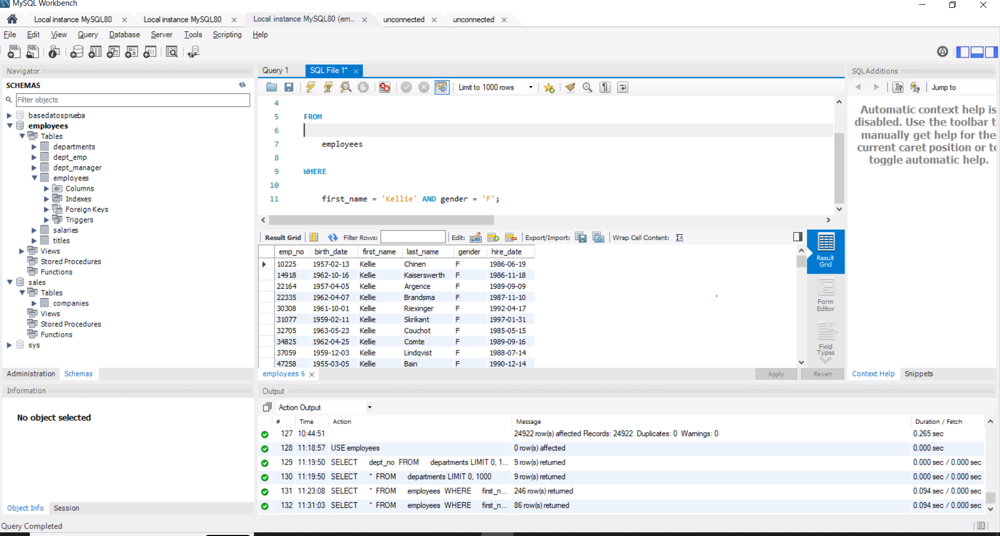 MySQL Workbench
Local instance MySQL80 Local instance MySQL80 Local instance MySQL80 (em... unconnected unconnected
File Edit View Query Database Server Tools Scripting Help
Navigator
SCHEMAS
Filter objects
basedatosprueba
employees
Tables
departments
dept_emp
dept_manager
employees
Columns
Indexes
Foreign Keys
Triggers
salaries
titles
Views
Stored Procedures
Functions
sales
Tables
companies
Views
Stored Procedures
Functions
sys
Administration Schemas
Information
No object selected
Object Info Session
Query 1 SQL File 1*
Limit to 1000 rows
4
5 FROM
6
7 employees
8
9 WHERE
10
11 first_name = 'Kellie' AND gender = 'F';
Result Grid Filter Rows: Edit: Export/Import: Wrap Cell Content:
emp_no birth_date first_name last_name gender hire_date
10225 1957-02-13 Kellie Chinen F 1986-06-19
14918 1962-10-16 Kellie Kaiserswerth F 1986-11-18
22164 1957-04-05 Kellie Argence F 1989-09-09
22335 1962-04-07 Kellie Brandsma F 1987-11-10
30308 1961-10-01 Kellie Riexinger F 1992-04-17
31077 1959-02-11 Kellie Skrikant F 1997-01-31
32705 1963-05-23 Kellie Couchot F 1985-05-15
34825 1962-04-25 Kellie Comte F 1989-09-16
37059 1959-12-03 Kellie Lindqvist F 1988-07-14
47258 1955-03-05 Kellie Bain F 1990-12-14
Result
Grid
Form
Editor
Field
Types
employees 6 Apply Revert
SQLAdditions
Jump to
Automatic context help is
disabled. Use the toolbar t
manually get help for the
current caret position or to
toggle automatic help.
Context Help Snippets
Output
Action Output
# Time Action Message Duration / Fetch
127 10:44:51 24922 row(s) affected Records: 24922 Duplicates: 0 Warnings: 0 0.265 sec
128 11:18:57 USE employees 0 row(s) affected 0.000 sec
129 11:19:50 SELECT dept_no FROM departments LIMIT 0, 1... 9 row(s) returned 0.000 sec / 0.000 sec
130 11:19:50 SELECT * FROM departments LIMIT 0, 1000 9 row(s) returned 0.000 sec / 0.000 sec
131 11:23:08 SELECT * FROM employees WHERE first_n... 246 row(s) returned 0.094 sec / 0.000 sec
132 11:31:03 SELECT * FROM employees WHERE first_n... 86 row(s) returned 0.094 sec / 0.000 sec
Query Completed